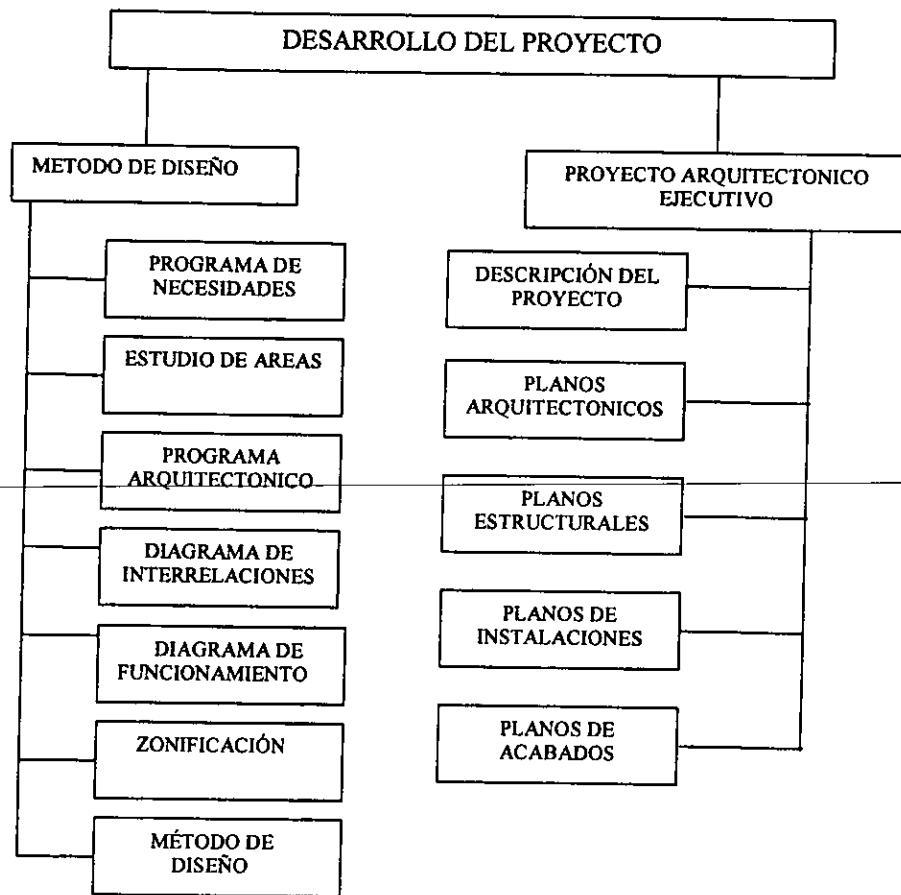 DESARROLLO DEL PROYECTO
METODO DE DISEÑO
PROGRAMA DE
NECESIDADES
ESTUDIO DE AREAS
PROGRAMA
ARQUITECTONICO
DIAGRAMA DE
INTERRELACIONES
DIAGRAMA DE
FUNCIONAMIENTO
ZONIFICACIÓN
MÉTODO DE
DISEÑO
PROYECTO ARQUITECTONICO
EJECUTIVO
DESCRIPCIÓN DEL
PROYECTO
PLANOS
ARQUITECTONICOS
PLANOS
ESTRUCTURALES
PLANOS DE
INSTALACIONES
PLANOS DE
ACABADOS